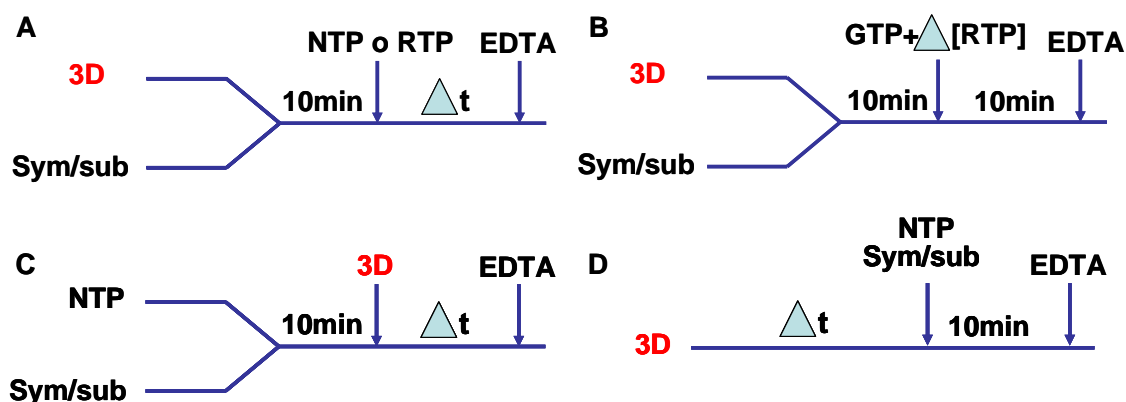 A
NTP o RTP
EDTA
3D
10min
t
Sym/sub
B
GTP+ [RTP]
EDTA
3D
10min
10min
Sym/sub
C
3D
EDTA
NTP
10min
t
Sym/sub
D
NTP
Sym/sub
EDTA
t
10min
3D